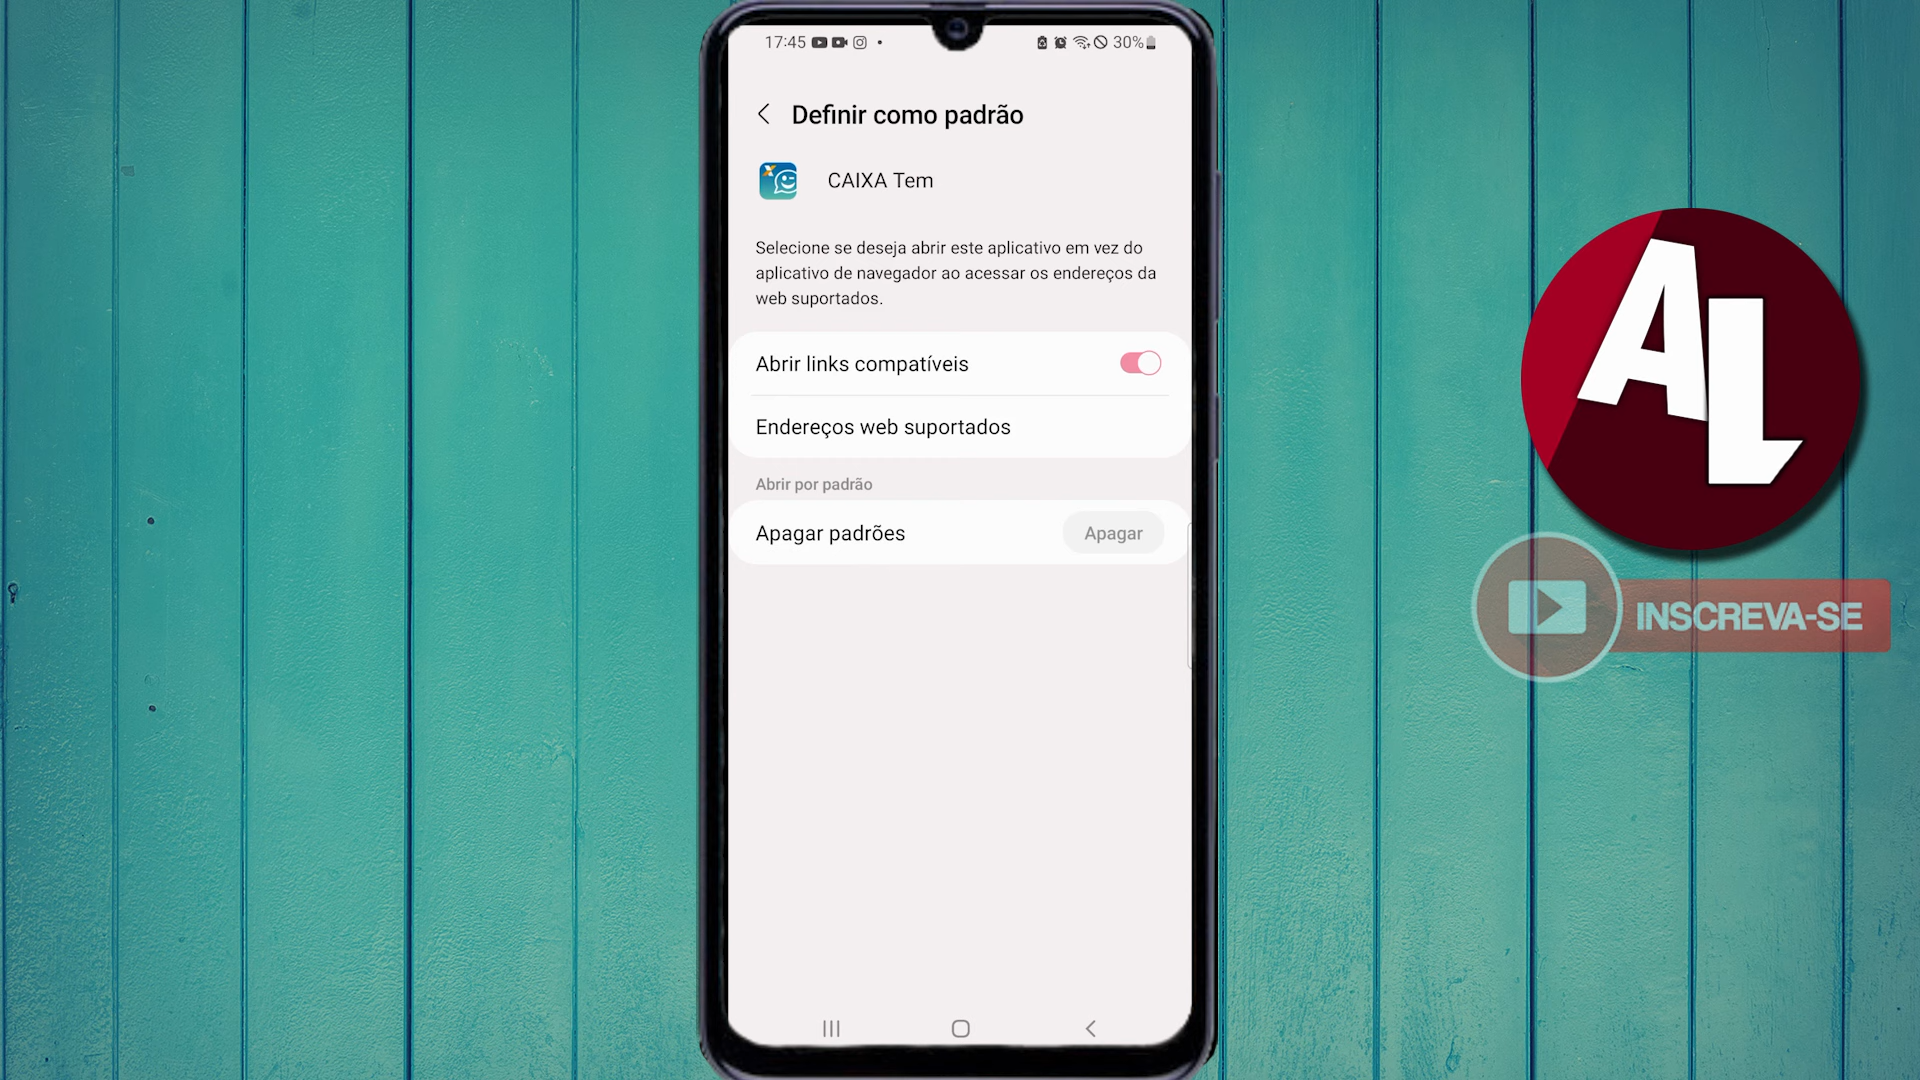 17:45
30%
Definir como padrão
CAIXA Tem
Selecione se deseja abrir este aplicativo em vez do
aplicativo de navegador ao acessar os endereços da
web suportados.
Abrir links compatíveis
Endereços web suportados
Abrir por padrão
Apagar padrões
Apagar
AL
INSCREVA-SE